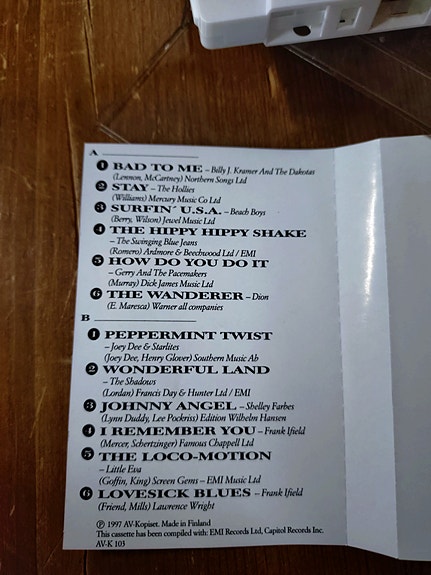 A
1 BAD TO ME – Billy J. Kramer And The Dakotas
(Lennon, McCartney) Northern Songs Ltd
2 STAY – The Hollies
(Williams) Mercury Music Co Ltd
3 SURFIN´ U.S.A. – Beach Boys
(Berry, Wilson) Jewel Music Ltd
4 THE HIPPY HIPPY SHAKE
– The Swinging Blue Jeans
(Romero) Ardmore & Beechwood Ltd / EMI
5 HOW DO YOU DO IT
– Gerry And The Pacemakers
(Murray) Dick James Music Ltd
6 THE WANDERER – Dion
(E. Maresca) Warner all companies
B
1 PEPPERMINT TWIST
– Joey Dee & Starlites
(Joey Dee, Henry Glover) Southern Music Ab
2 WONDERFUL LAND
– The Shadows
(Lordan) Francis Day & Hunter Ltd / EMI
3 JOHNNY ANGEL – Shelley Farbes
(Lynn Duddy, Lee Pockriss) Edition Wilhelm Hansen
4 I REMEMBER YOU – Frank Ifield
(Mercer, Schertzinger) Famous Chappell Ltd
5 THE LOCO-MOTION
– Little Eva
(Goffin, King) Screen Gems – EMI Music Ltd
6 LOVESICK BLUES – Frank Ifield
(Friend, Mills) Lawrence Wright
℗ 1997 AV-Kopiset. Made in Finland
This cassette has been compiled with: EMI Records Ltd, Capitol Records Inc.
AV-K 103